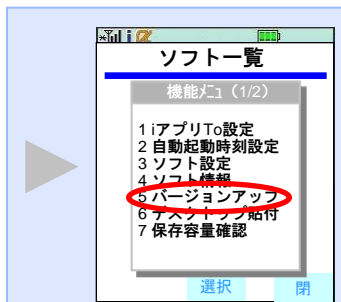 i
ソフト一覧
機能メニュ（1/2）
1 iアプリTo設定
2 自動起動時刻設定
3 ソフト設定
4 ソフト情報
5 バージョンアップ
6 デスクトップ貼付
7 保存容量確認
選択
閉